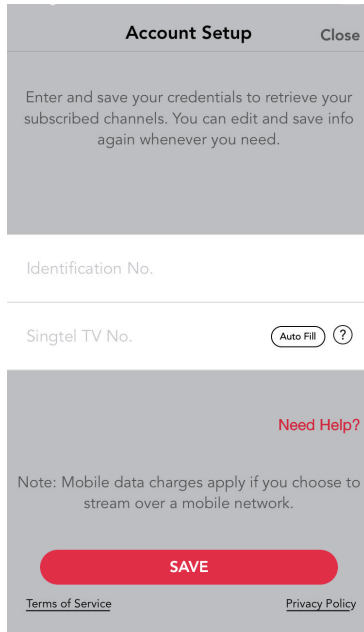 Account Setup Close
Enter and save your credentials to retrieve your
subscribed channels. You can edit and save info
again whenever you need.
Identification No.
Singtel TV No. Auto Fill ?
Need Help?
Note: Mobile data charges apply if you choose to
stream over a mobile network.
SAVE
Terms of Service Privacy Policy